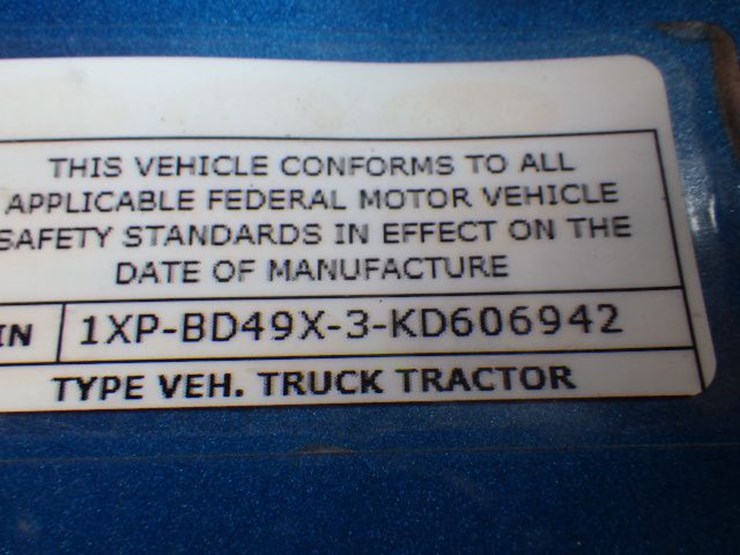 THIS VEHICLE CONFORMS TO ALL
APPLICABLE FEDERAL MOTOR VEHICLE
SAFETY STANDARDS IN EFFECT ON THE
DATE OF MANUFACTURE
IN 1XP-BD49X-3-KD606942
TYPE VEH. TRUCK TRACTOR